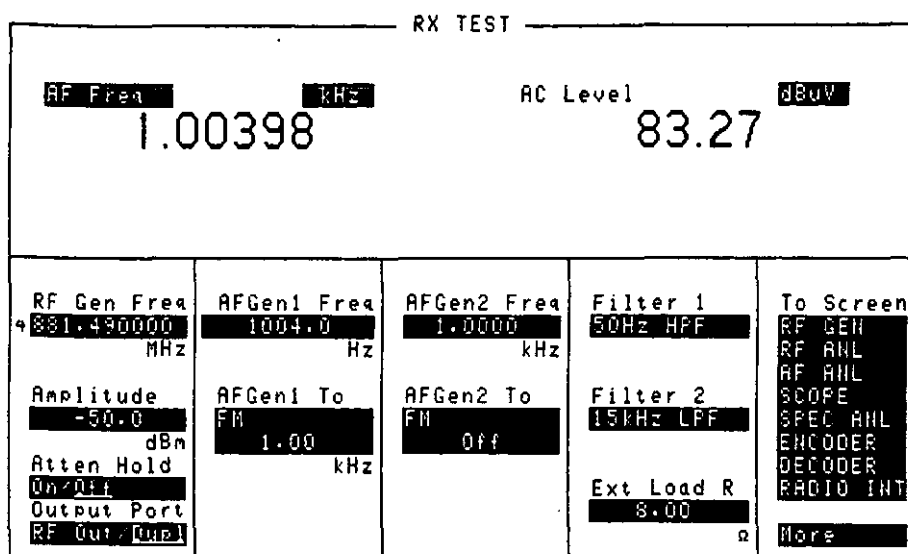 RX TEST
AF Freq kHz
1.00398
AC Level dBuV
83.27
RF Gen Freq
881.490000
MHz
Amplitude
-50.0
dBm
Atten Hold
On/Off
Output Port
RF Out/Dupl
AFGen1 Freq
1004.0
Hz
AFGen1 To
FM
1.00
kHz
AFGen2 Freq
1.0000
kHz
AFGen2 To
FM
Off
Filter 1
50Hz HPF
Filter 2
15kHz LPF
Ext Load R
8.00
Ω
To Screen
RF GEN
RF ANL
AF ANL
SCOPE
SPEC ANL
ENCODER
DECODER
RADIO INT
More